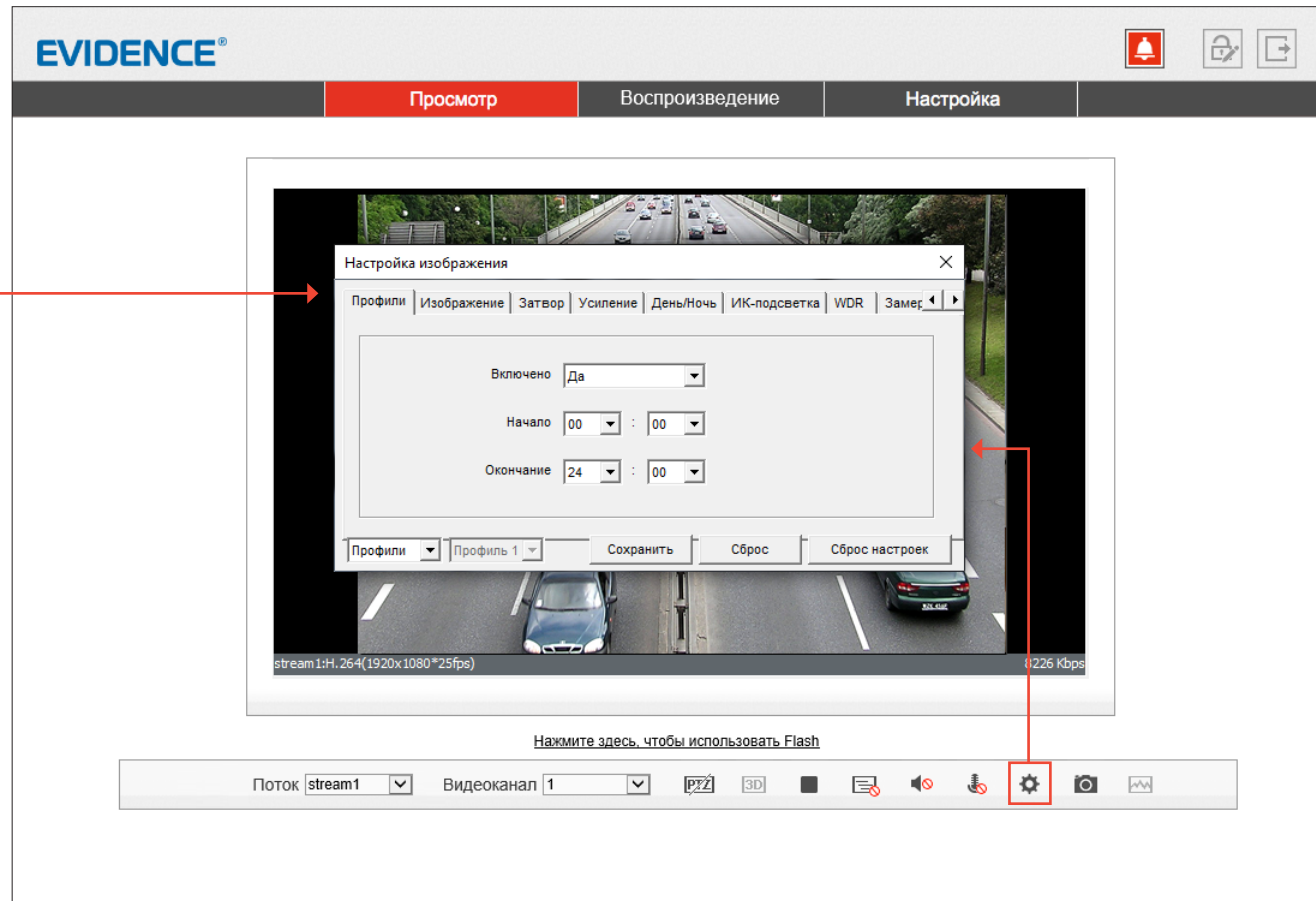 EVIDENCE®
Просмотр Воспроизведение Настройка
Настройка изображения
Профили Изображение Затвор Усиление День/Ночь ИК-подсветка WDR Замер
Включено Да
Начало 00 : 00
Окончание 24 : 00
Профили Профиль 1 Сохранить Сброс Сброс настроек
stream1:H.264(1920x1080*25fps) 8226 Kbps
Нажмите здесь, чтобы использовать Flash
Поток stream1 Видеоканал 1 PTZ 3D